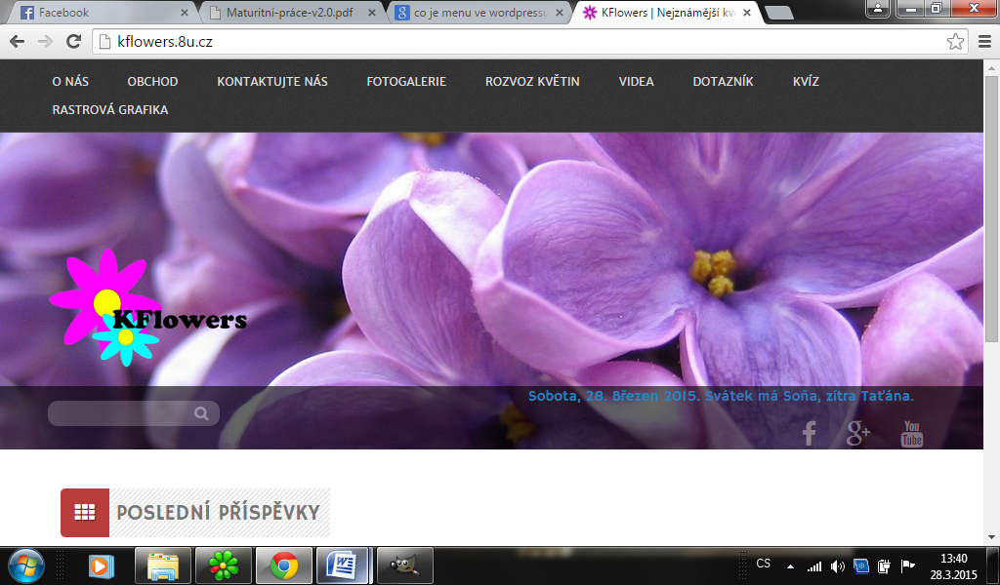 Facebook
Maturitní-práce-v2.0.pdf
co je menu ve wordpressu
KFlowers | Nejznámější kv
kflowers.8u.cz
O NÁS
OBCHOD
KONTAKTUJTE NÁS
FOTOGALERIE
ROZVOZ KVĚTIN
VIDEA
DOTAZNÍK
KVÍZ
RASTROVÁ GRAFIKA
KFlowers
Sobota, 28. Březen 2015. Svátek má Soňa, zítra Taťána.
You
Tube
POSLEDNÍ PŘÍSPĚVKY
CS
13:40
28.3.2015